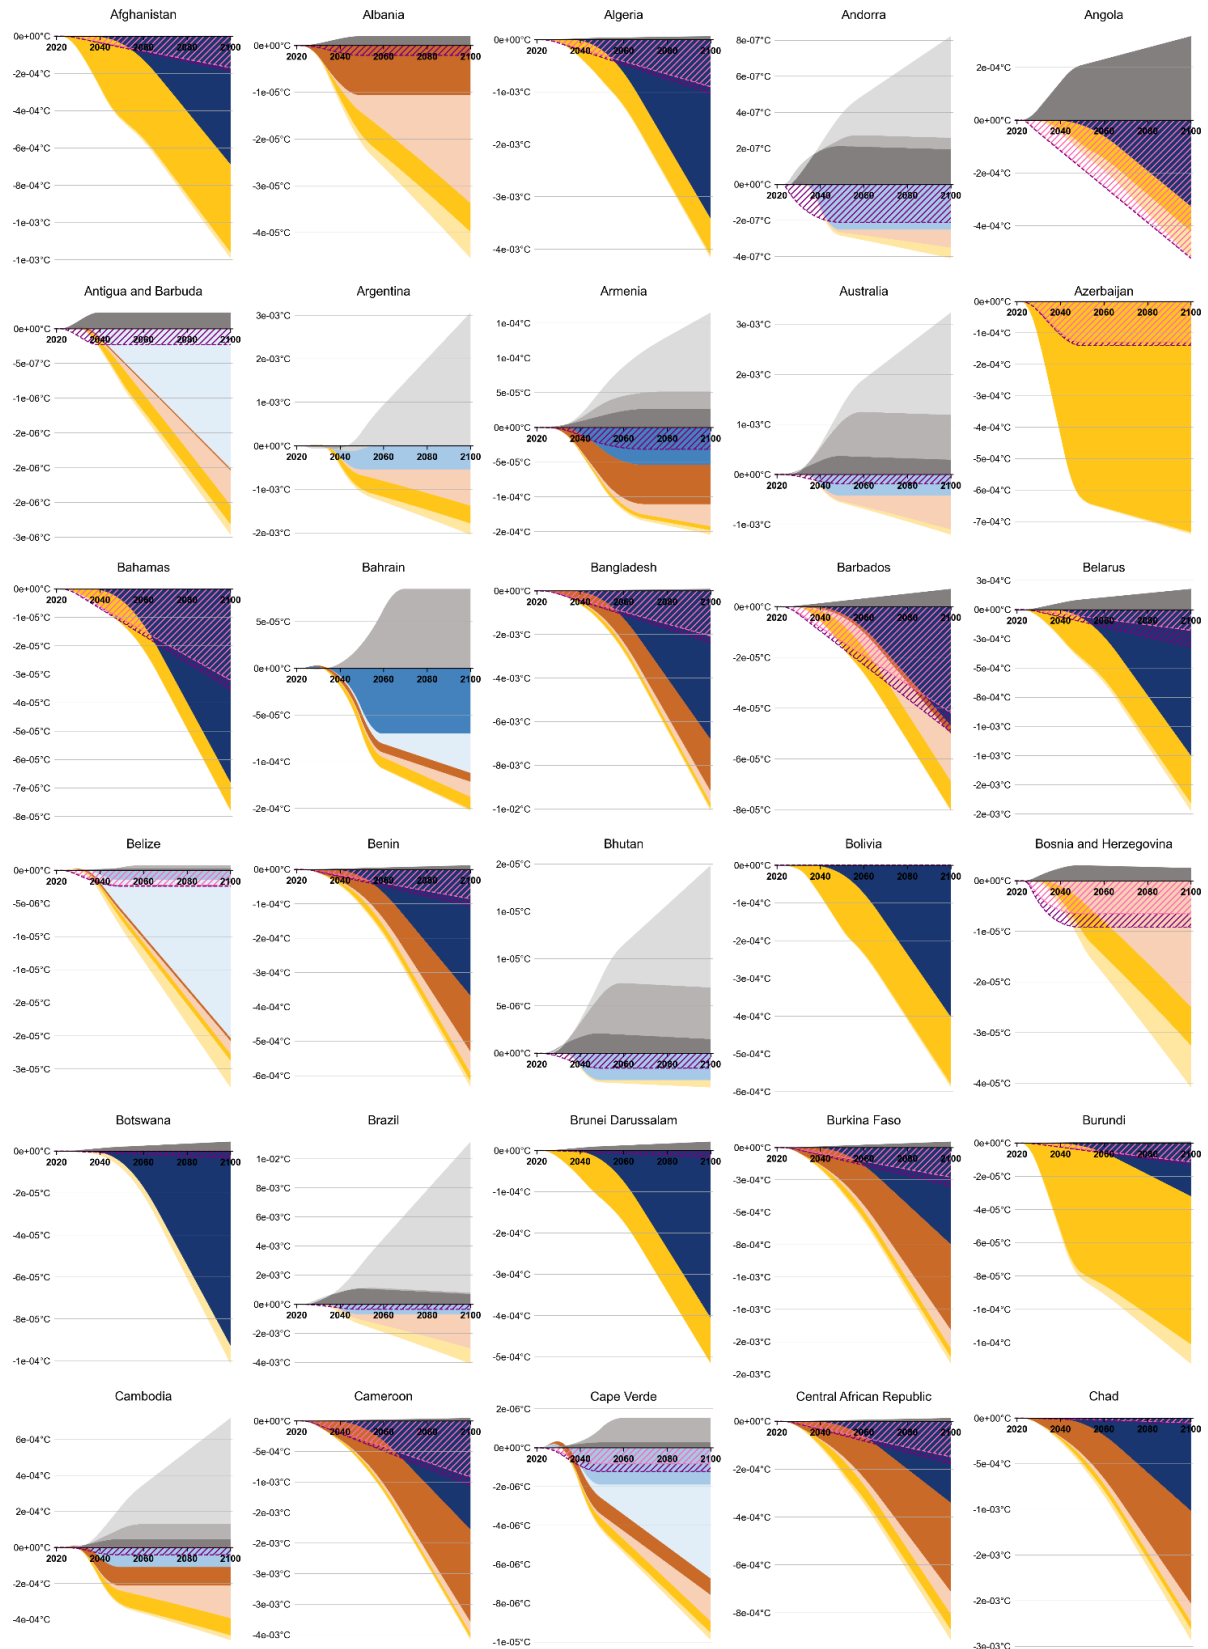 Afghanistan
0e+00°C
-2e-04°C
-4e-04°C
-6e-04°C
-8e-04°C
-1e-03°C
-1e-03°C
2020 2040 2060 2080 2100
Albania
0e+00°C
-1e-05°C
-2e-05°C
-3e-05°C
-4e-05°C
2020 2040 2060 2080 2100
Algeria
0e+00°C
-1e-03°C
-3e-03°C
-4e-03°C
2020 2040 2060 2080 2100
Andorra
8e-07°C
6e-07°C
4e-07°C
2e-07°C
0e+00°C
-2e-07°C
-4e-07°C
2020 2040 2060 2080 2100
Angola
2e-04°C
0e+00°C
-2e-04°C
-4e-04°C
2020 2040 2060 2080 2100
Antigua and Barbuda
0e+00°C
-5e-07°C
-1e-06°C
-2e-06°C
-2e-06°C
-2e-06°C
-3e-06°C
2020 2040 2060 2080 2100
Argentina
3e-03°C
2e-03°C
1e-03°C
0e+00°C
-1e-03°C
-2e-03°C
2020 2040 2060 2080 2100
Armenia
1e-04°C
5e-05°C
0e+00°C
-5e-05°C
-1e-04°C
-2e-04°C
2020 2040 2060 2080 2100
Australia
3e-03°C
2e-03°C
1e-03°C
0e+00°C
-1e-03°C
2020 2040 2060 2080 2100
Azerbaijan
0e+00°C
-1e-04°C
-2e-04°C
-3e-04°C
-4e-04°C
-5e-04°C
-6e-04°C
-7e-04°C
2020 2040 2060 2080 2100
Bahamas
0e+00°C
-1e-05°C
-2e-05°C
-3e-05°C
-4e-05°C
-5e-05°C
-6e-05°C
-7e-05°C
-8e-05°C
2020 2040 2060 2080 2100
Bahrain
5e-05°C
0e+00°C
-5e-05°C
-1e-04°C
-2e-04°C
2020 2040 2060 2080 2100
Bangladesh
0e+00°C
-2e-03°C
-3e-03°C
-6e-03°C
-8e-03°C
-1e-02°C
2020 2040 2060 2080 2100
Barbados
0e+00°C
-2e-05°C
-4e-05°C
-6e-05°C
-8e-05°C
2020 2040 2060 2080 2100
Belarus
3e-04°C
0e+00°C
-3e-04°C
-5e-04°C
-8e-04°C
-1e-03°C
-1e-03°C
-2e-03°C
-2e-03°C
2020 2040 2060 2080 2100
Belize
0e+00°C
-5e-06°C
-1e-05°C
-1e-05°C
-2e-05°C
-2e-05°C
-3e-05°C
2020 2040 2060 2080 2100
Benin
0e+00°C
-1e-04°C
-2e-04°C
-3e-04°C
-4e-04°C
-5e-04°C
-6e-04°C
2020 2040 2060 2080 2100
Bhutan
2e-05°C
1e-05°C
1e-05°C
5e-06°C
0e+00°C
2020 2040 2060 2080 2100
Bolivia
0e+00°C
-1e-04°C
-2e-04°C
-3e-04°C
-4e-04°C
-5e-04°C
-6e-04°C
2020 2040 2060 2080 2100
Bosnia and Herzegovina
0e+00°C
-1e-05°C
-2e-05°C
-3e-05°C
-4e-05°C
2020 2040 2060 2080 2100
Botswana
0e+00°C
-2e-05°C
-4e-05°C
-6e-05°C
-8e-05°C
-1e-04°C
2020 2040 2060 2080 2100
Brazil
1e-02°C
8e-03°C
6e-03°C
4e-03°C
2e-03°C
0e+00°C
-2e-03°C
-4e-03°C
2020 2040 2060 2080 2100
Brunei Darussalam
0e+00°C
-1e-04°C
-2e-04°C
-3e-04°C
-4e-04°C
-5e-04°C
2020 2040 2060 2080 2100
Burkina Faso
0e+00°C
-3e-04°C
-5e-04°C
-8e-04°C
-1e-03°C
-1e-03°C
-2e-03°C
-2e-03°C
2020 2040 2060 2080 2100
Burundi
0e+00°C
-2e-05°C
-4e-05°C
-6e-05°C
-8e-05°C
-1e-04°C
-1e-04°C
2020 2040 2060 2080 2100
Cambodia
6e-04°C
4e-04°C
2e-04°C
0e+00°C
-2e-04°C
-4e-04°C
2020 2040 2060 2080 2100
Cameroon
0e+00°C
-5e-04°C
-1e-03°C
-2e-03°C
-2e-03°C
-3e-03°C
-3e-03°C
-4e-03°C
2020 2040 2060 2080 2100
Cape Verde
2e-06°C
0e+00°C
-2e-06°C
-4e-06°C
-6e-06°C
-8e-06°C
-1e-05°C
2020 2040 2060 2080 2100
Central African Republic
0e+00°C
-2e-04°C
-4e-04°C
-6e-04°C
-8e-04°C
2020 2040 2060 2080 2100
Chad
0e+00°C
-5e-04°C
-1e-03°C
-2e-03°C
-2e-03°C
-3e-03°C
2020 2040 2060 2080 2100